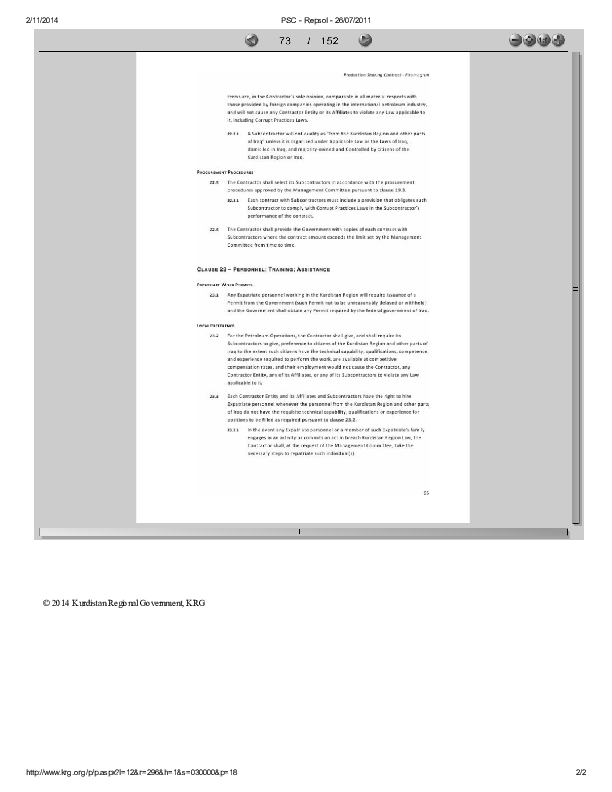 2/11/2014 PSC - Repsol - 26/07/2011
73 / 152
Production Sharing Contract -
them are, in the Contractor's sole opinion, comparable in all material respects with
those provided by foreign companies operating in the international petroleum industry,
and will not cause any Contractor Entity or its Affiliates to violate any Law applicable to
it, including Corrupt Practices Laws.
A Subcontractor will not qualify as "from the Kurdistan Region and other parts
of Iraq" unless it is organised under applicable Law or the Laws of Iraq,
domiciled in Iraq, and majority-owned and Controlled by citizens of the
Kurdistan Region or Iraq.
PROCUREMENT PROCEDURES
The Contractor shall select its Subcontractors in accordance with the procurement
procedures approved by the Management Committee pursuant to clause
Each contract with Subcontractors must include a provision that obligates each
Subcontractor to comply with Corrupt Practices Laws in the Subcontractor's
performance of the contract.
The Contractor shall provide the Government with copies of each contract with
Subcontractors where the contract amount exceeds the limit set by the Management
Committee from time to time.
CLAUSE 23 – PERSONNEL; TRAINING; ASSISTANCE
EXPATRIATE WORK PERMITS
23.1 Any Expatriate personnel working in the Kurdistan Region will require issuance of a
Permit from the Government (such Permit not to be unreasonably delayed or withheld)
and the Government shall obtain any Permit required by the federal government of Iraq.
LOCAL PREFERENCE
23.2 For the Petroleum Operations, the Contractor shall give, and shall require its
Subcontractors to give, preference to citizens of the Kurdistan Region and other parts of
Iraq to the extent such citizens have the technical capability, qualifications, competence
and experience required to perform the work, are available at competitive
compensation rates, and their employment would not cause the Contractor, any
Contractor Entity, any of its Affiliates, or any of its Subcontractors to violate any Law
applicable to it.
23.3 Each Contractor Entity and its Affiliates and Subcontractors have the right to hire
Expatriate personnel whenever the personnel from the Kurdistan Region and other parts
of Iraq do not have the requisite technical capability, qualifications or experience for
positions to be filled as required pursuant to clause 23.2.
23.3.1 In the event any Expatriate personnel or a member of such Expatriate's family
engages in an activity or commits an act in breach Kurdistan Region Law, the
Contractor shall, at the request of the Management Committee, take the
necessary steps to repatriate such individual(s)
© 2014 Kurdistan Regional Government, KRG
http://www.krg.org/p/p.aspx?l=12&r=296&h=1&s=030000&p=18 2/2